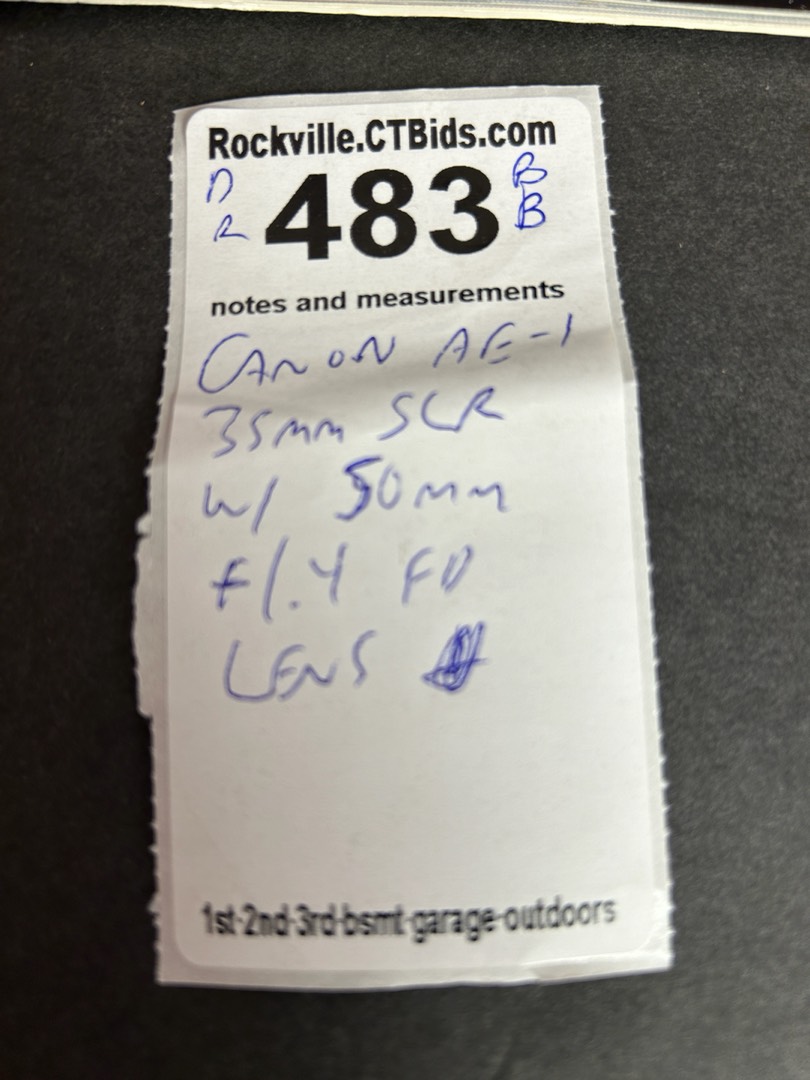 Rockville.CTBids.com
D 483 B
R B
notes and measurements
CANON AE-1
35mm SLR
w/ 50mm
f1.4 FD
LENS
1st-2nd-3rd-bsmt-garage-outdoors